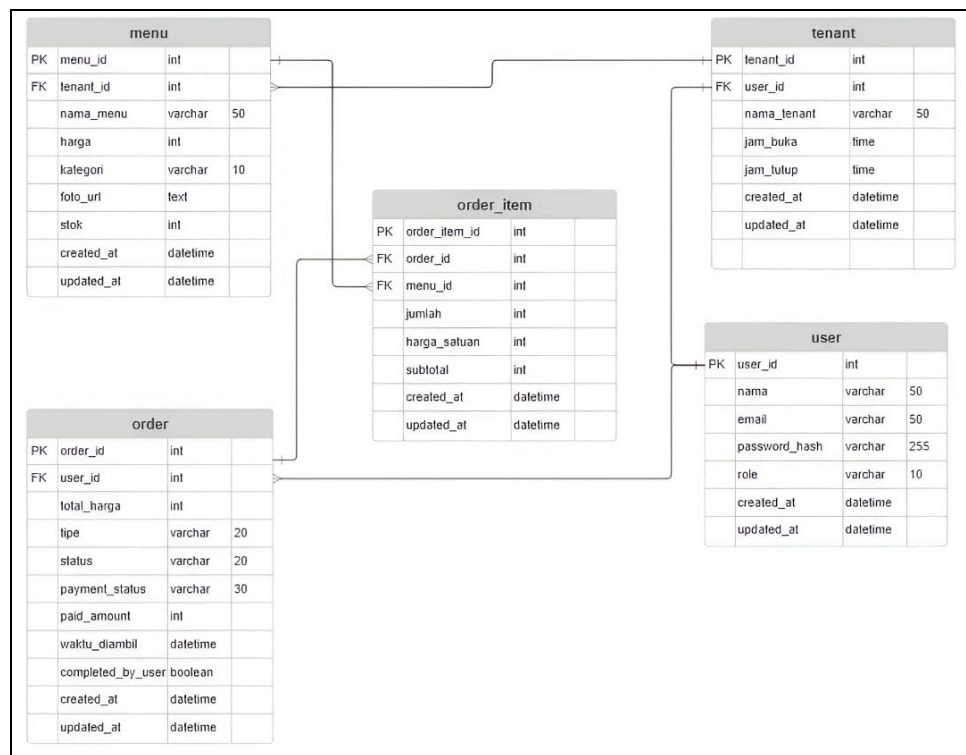 menu
PK menu_id int
FK tenant_id int
nama_menu varchar 50
harga int
kategori varchar 10
foto_url text
stok int
created_at datetime
updated_at datetime
tenant
PK tenant_id int
FK user_id int
nama_tenant varchar 50
jam_buka time
jam_tutup time
created_at datetime
updated_at datetime
order_item
PK order_item_id int
FK order_id int
FK menu_id int
jumlah int
harga_satuan int
subtotal int
created_at datetime
updated_at datetime
user
PK user_id int
nama varchar 50
email varchar 50
password_hash varchar 255
role varchar 10
created_at datetime
updated_at datetime
order
PK order_id int
FK user_id int
total_harga int
tipe varchar 20
status varchar 20
payment_status varchar 30
paid_amount int
waktu_diambil datetime
completed_by_user boolean
created_at datetime
updated_at datetime